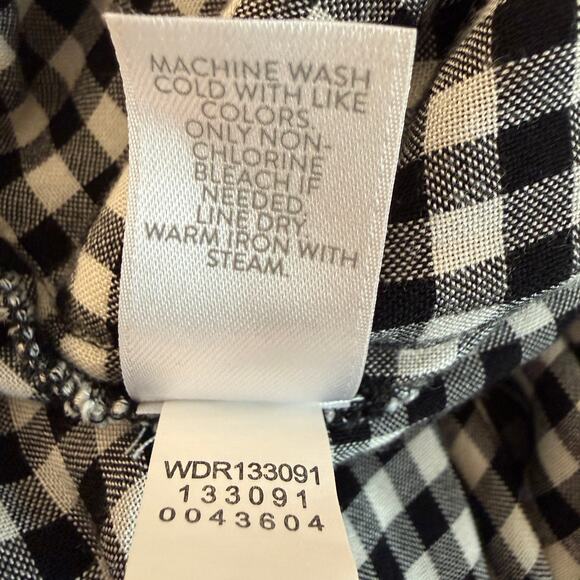 MACHINE WASH
COLD WITH LIKE
COLORS.
ONLY NON-
CHLORINE
BLEACH IF
NEEDED.
LINE DRY.
WARM IRON WITH
STEAM.
WDR133091
133091
0043604